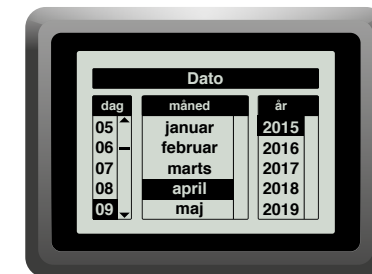 Dato
dag måned år
05 januar 2015
06 februar 2016
07 marts 2017
08 april 2018
09 maj 2019